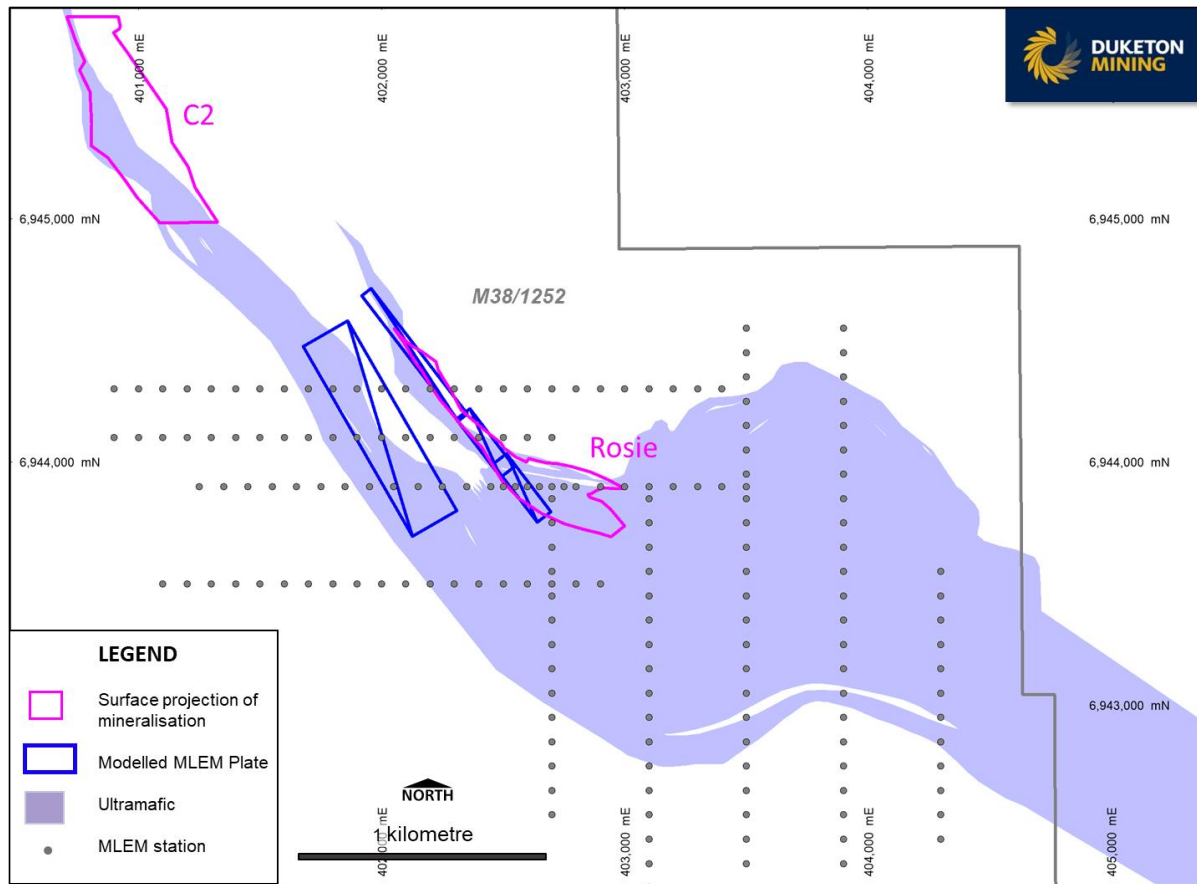 401,000 mE
402,000 mE
403,000 mE
404,000 mE
DUKETON
MINING
C2
6,945,000 mN
6,945,000 mN
M38/1252
Rosie
6,944,000 mN
6,944,000 mN
LEGEND
Surface projection of
mineralisation
Modelled MLEM Plate
Ultramafic
MLEM station
6,943,000 mN
NORTH
1 kilometre
402,000 mE
403,000 mE
404,000 mE
405,000 mE